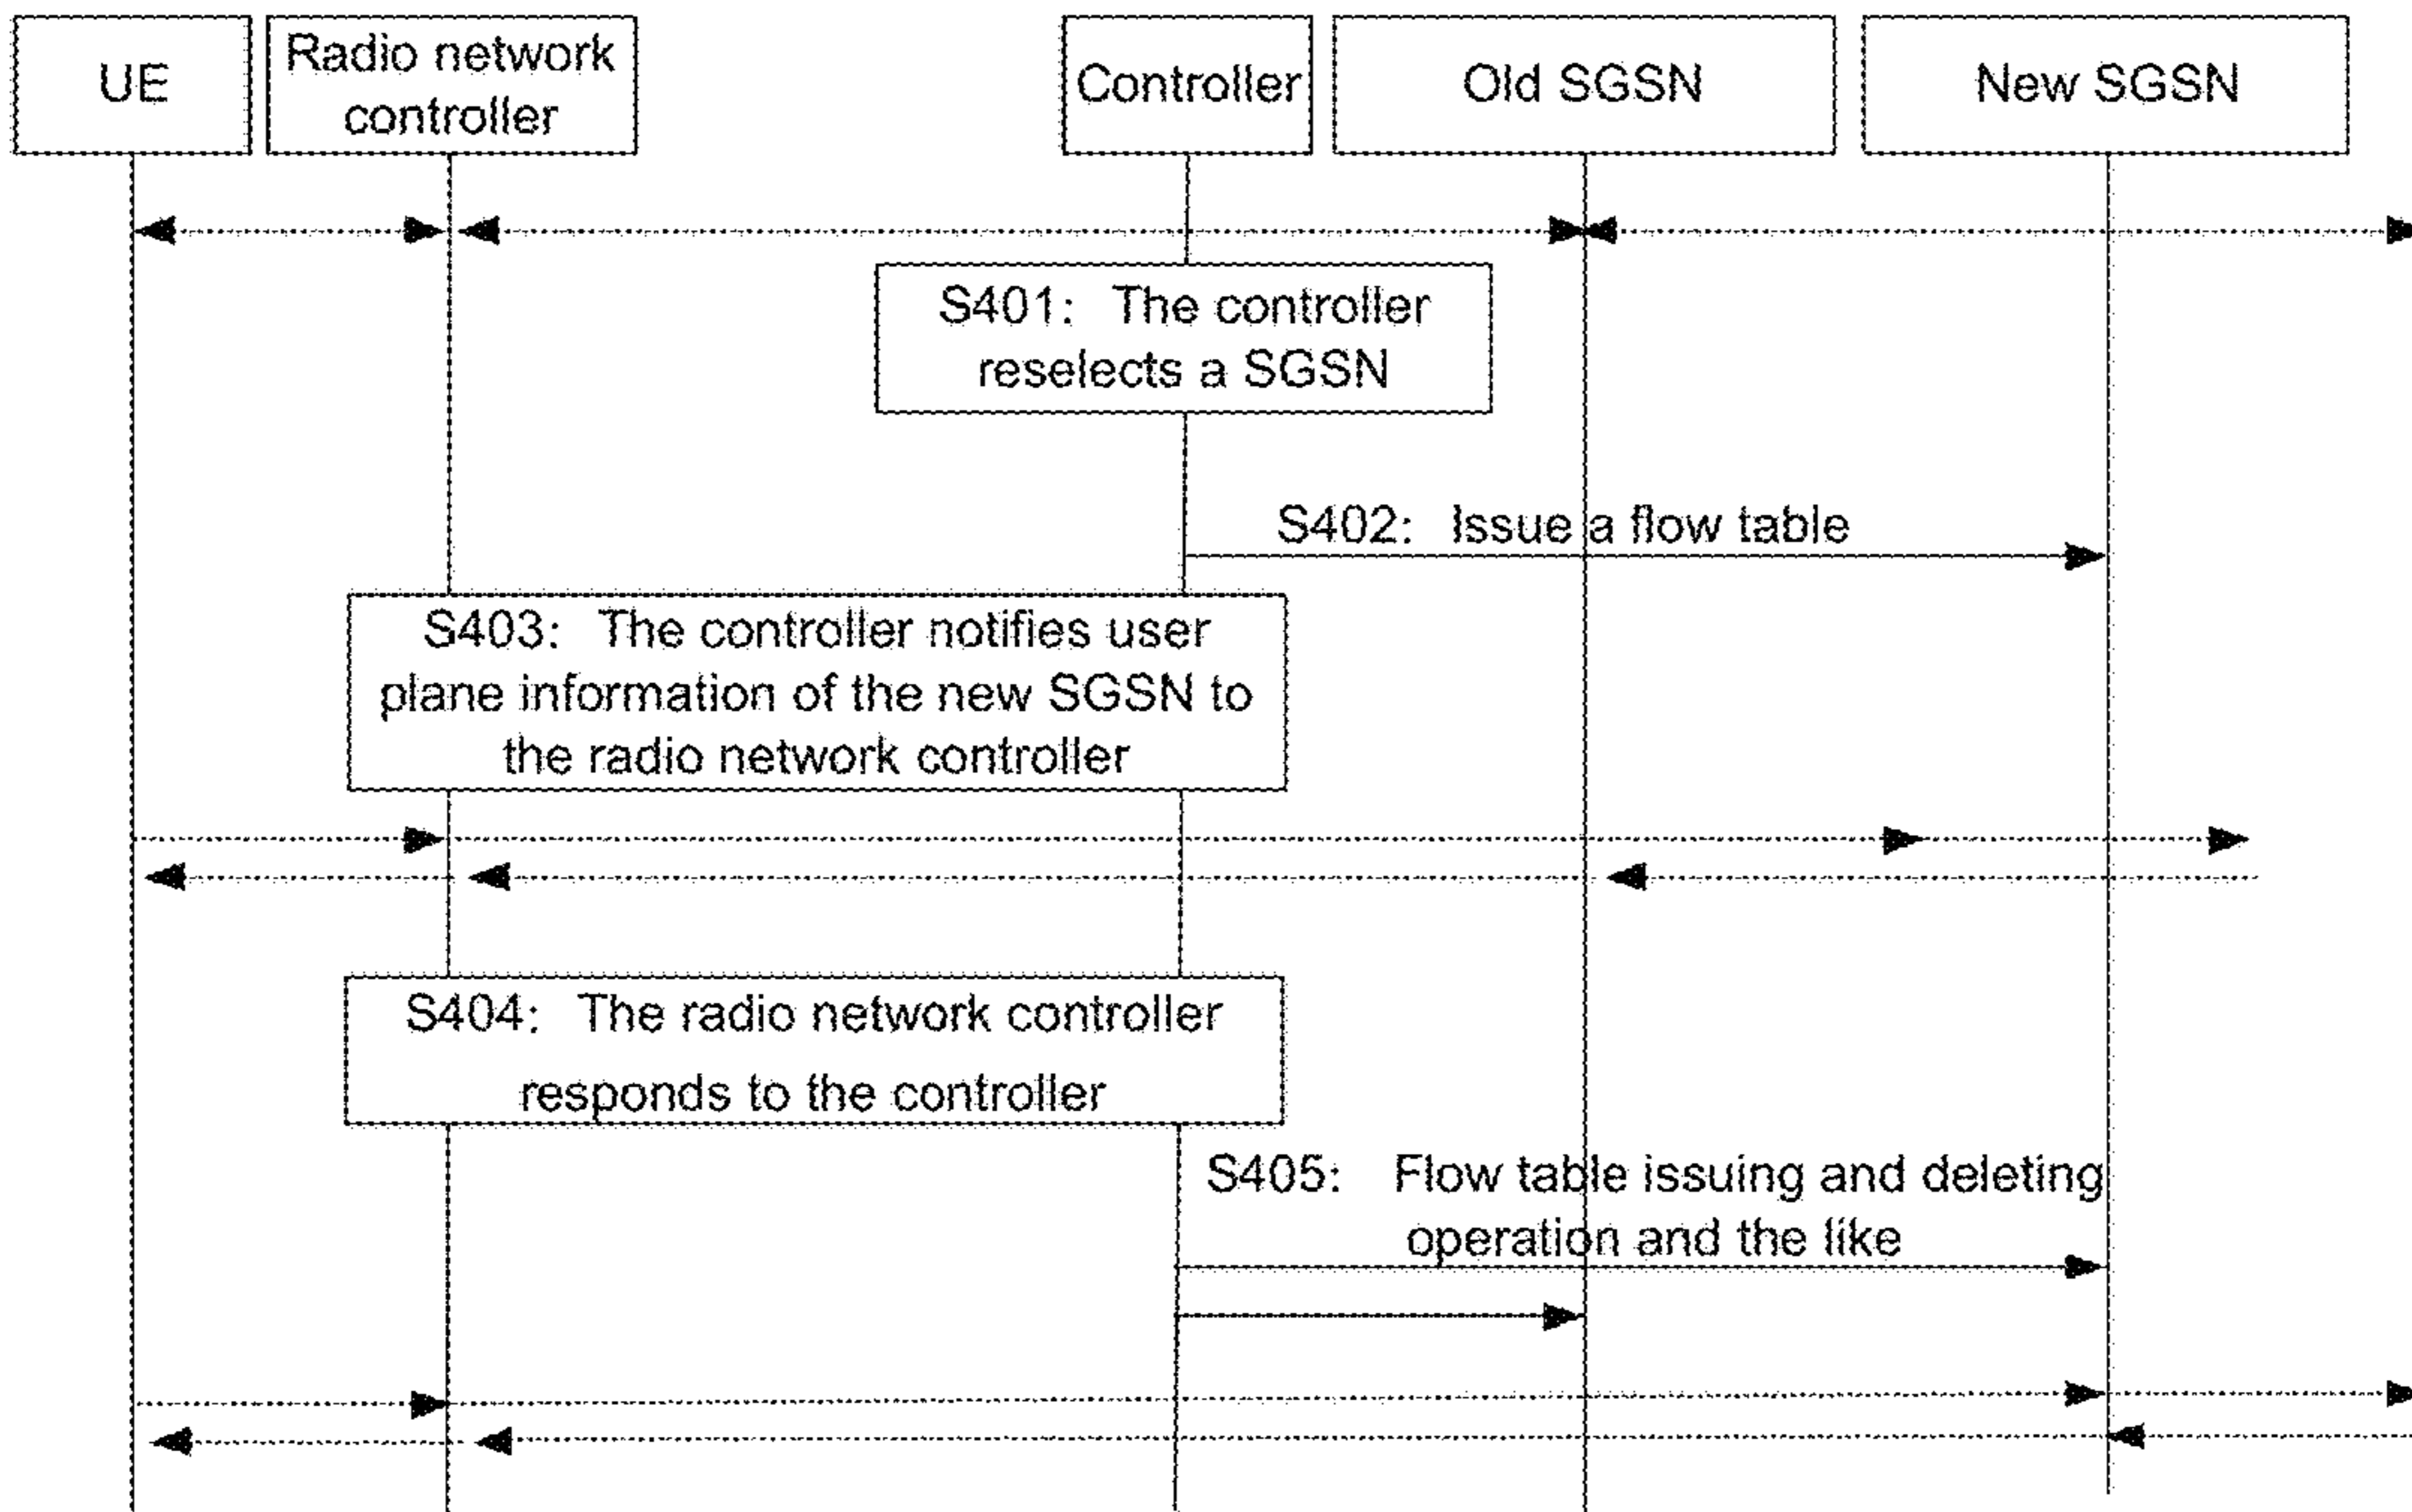 UE
Radio network
controller
Controller
Old SGSN
New SGSN
S401: The controller
reselects a SGSN
S402: Issue a flow table
S403: The controller notifies user
plane information of the new SGSN to
the radio network controller
S404: The radio network controller
responds to the controller
S405: Flow table issuing and deleting
operation and the like